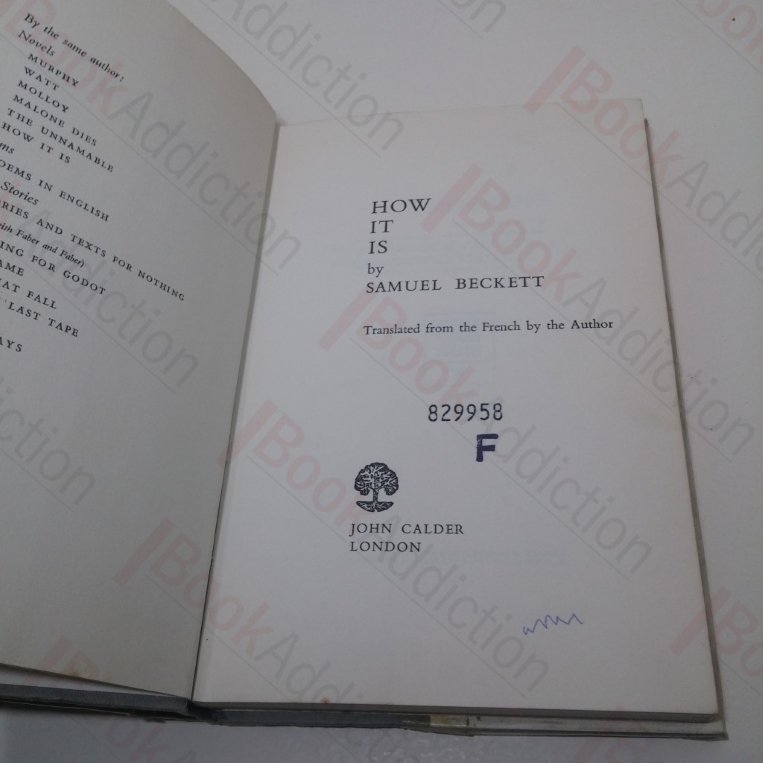 By the same author:
Novels
MURPHY
WATT
MOLLOY
MALONE DIES
THE UNNAMABLE
HOW IT IS
IN ENGLISH
Stories
AND TEXTS FOR NOTHING
Faber and Faber)
FOR GODOT
FALL
LAST TAPE
HOW
IT
IS
by
SAMUEL BECKETT
Translated from the French by the Author
829958
F
JOHN CALDER
LONDON
BookAddiction